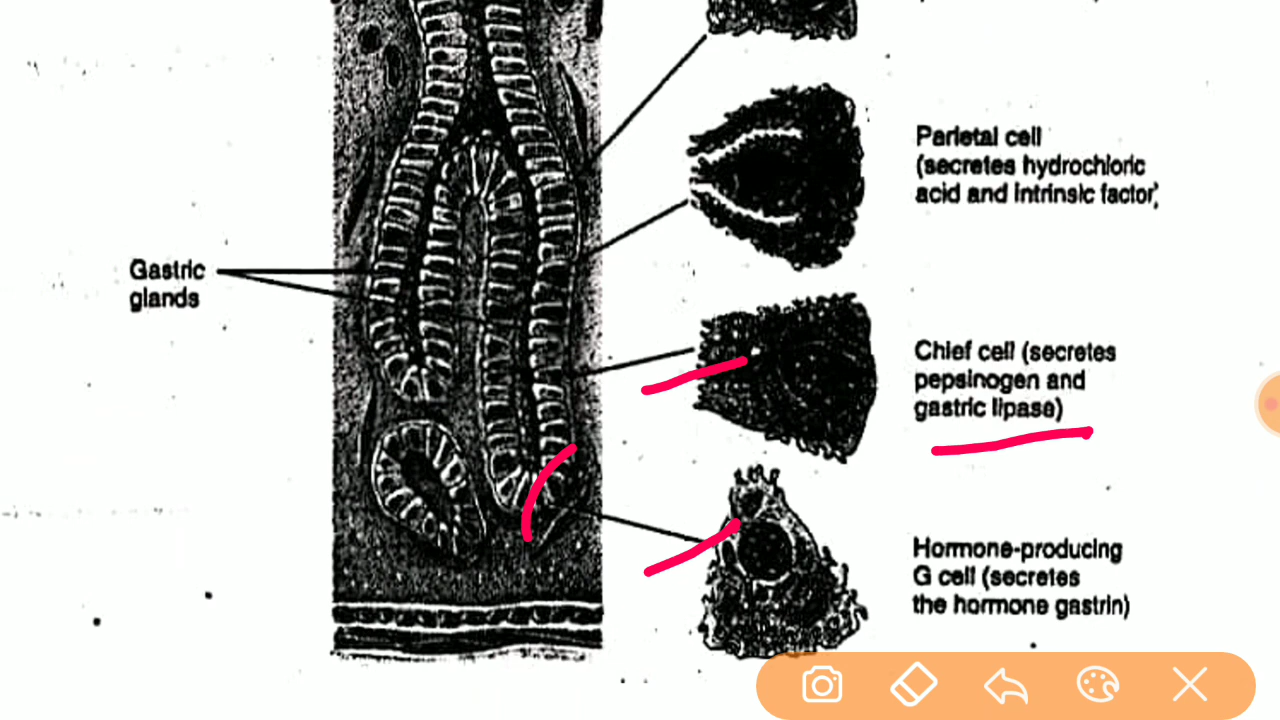 Parietal cell
(secretes hydrochloric
acid and intrinsic factor,
Gastric
glands
Chief cell (secretes
pepsinogen and
gastric lipase)
Hormone-producing
G cell (secretes
the hormone gastrin)